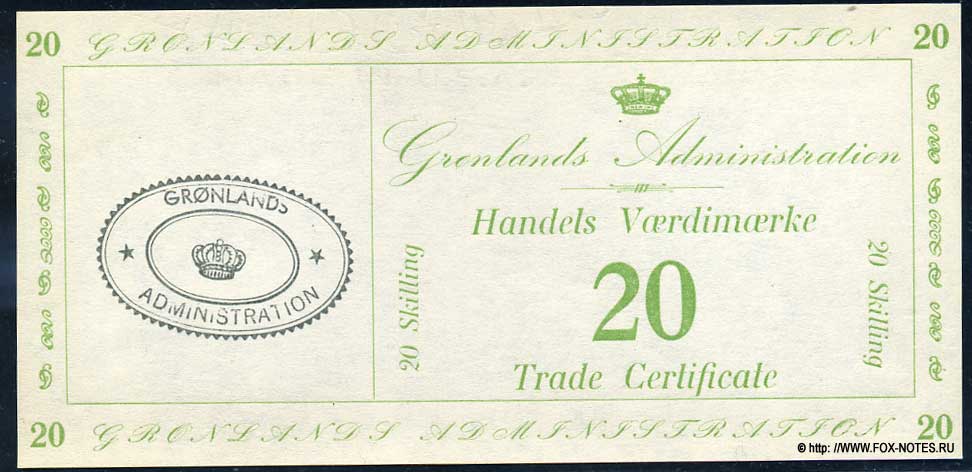 20 GRØNLANDS ADMINISTRATION 20
Grønlands Administration
Handels Værdimærke
20
Trade Certificate
20 Skilling
20 Skilling
GRØNLANDS
ADMINISTRATION
20 GRØNLANDS ADMINISTRATION 20
© http: //WWW.FOX-NOTES.RU